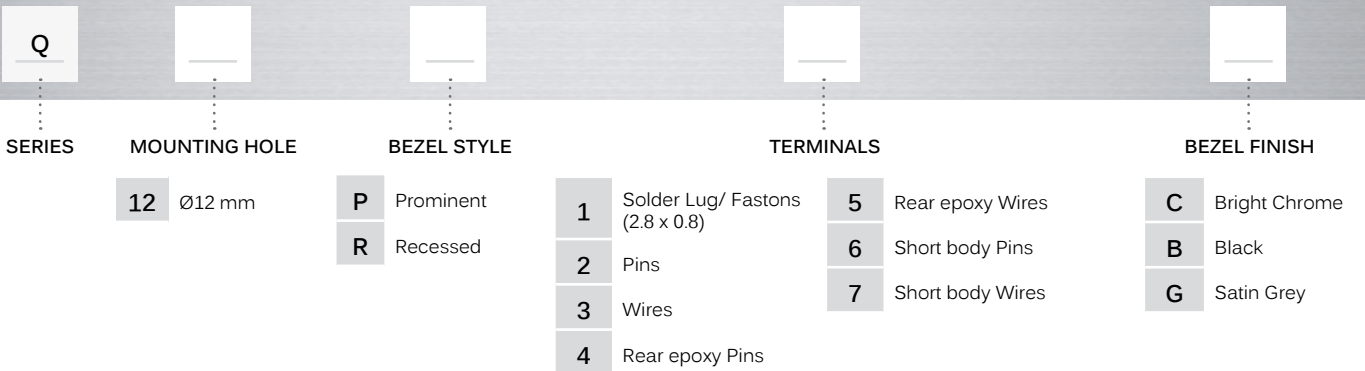 Q
SERIES
MOUNTING HOLE
12 Ø12 mm
BEZEL STYLE
P Prominent
R Recessed
TERMINALS
1 Solder Lug/ Fastons
(2.8 x 0.8)
2 Pins
3 Wires
4 Rear epoxy Pins
5 Rear epoxy Wires
6 Short body Pins
7 Short body Wires
BEZEL FINISH
C Bright Chrome
B Black
G Satin Grey